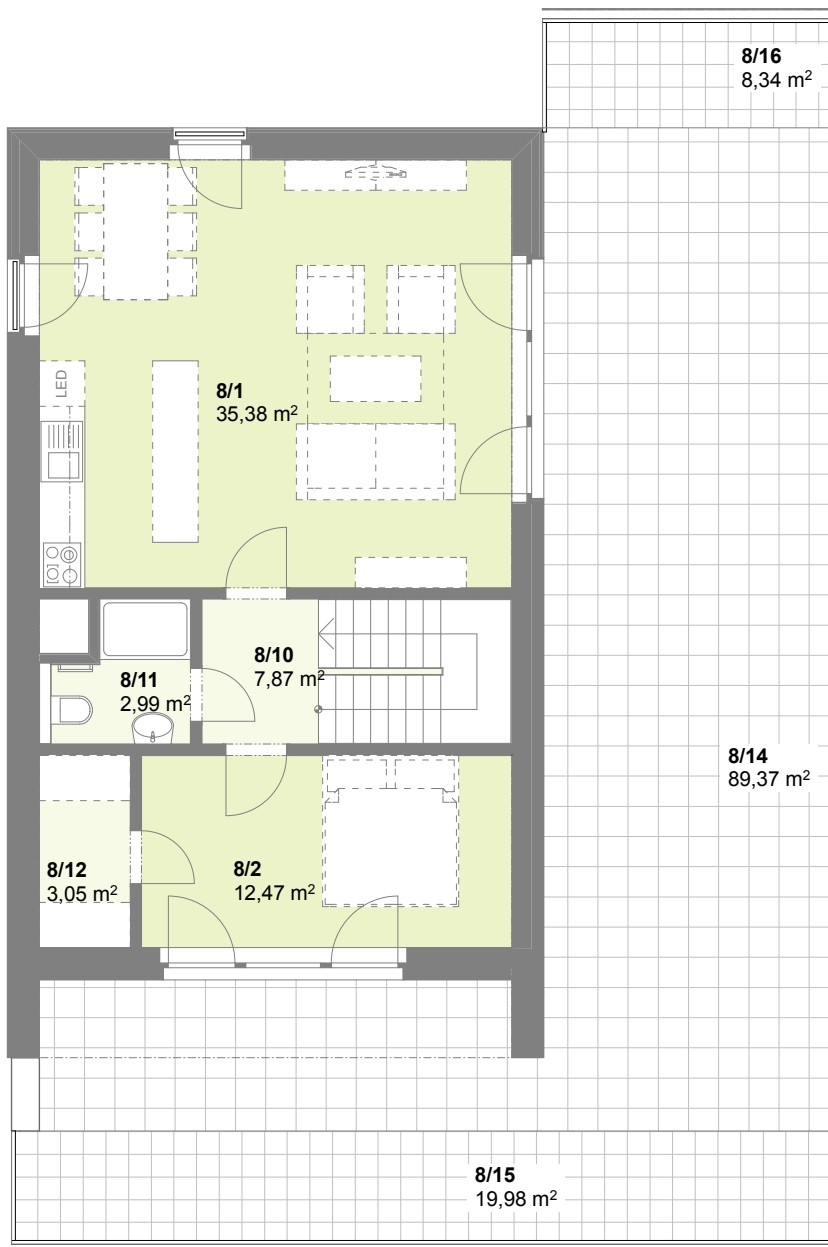 8/16
8,34 m²
LED
8/1
35,38 m²
8/10
7,87 m²
8/11
2,99 m²
8/14
89,37 m²
8/12
3,05 m²
8/2
12,47 m²
8/15
19,98 m²